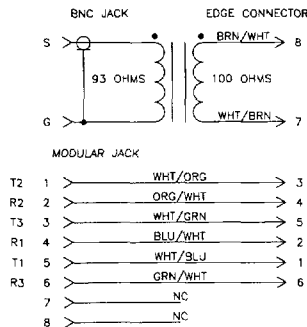 BNC JACK EDGE CONNECTOR
S BRN/WHT 8
93 OHMS 100 OHMS
G WHT/BRN 7
MODULAR JACK
T2 1 WHT/ORG 3
R2 2 ORG/WHT 4
T3 3 WHT/GRN 5
R1 4 BLU/WHT 2
T1 5 WHT/BLU 1
R3 6 GRN/WHT 6
7 NC
8 NC